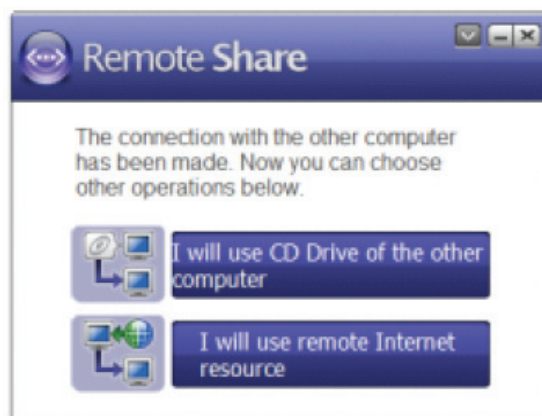 Remote Share
The connection with the other computer
has been made. Now you can choose
other operations below.
I will use CD Drive of the other
computer
I will use remote Internet
resource